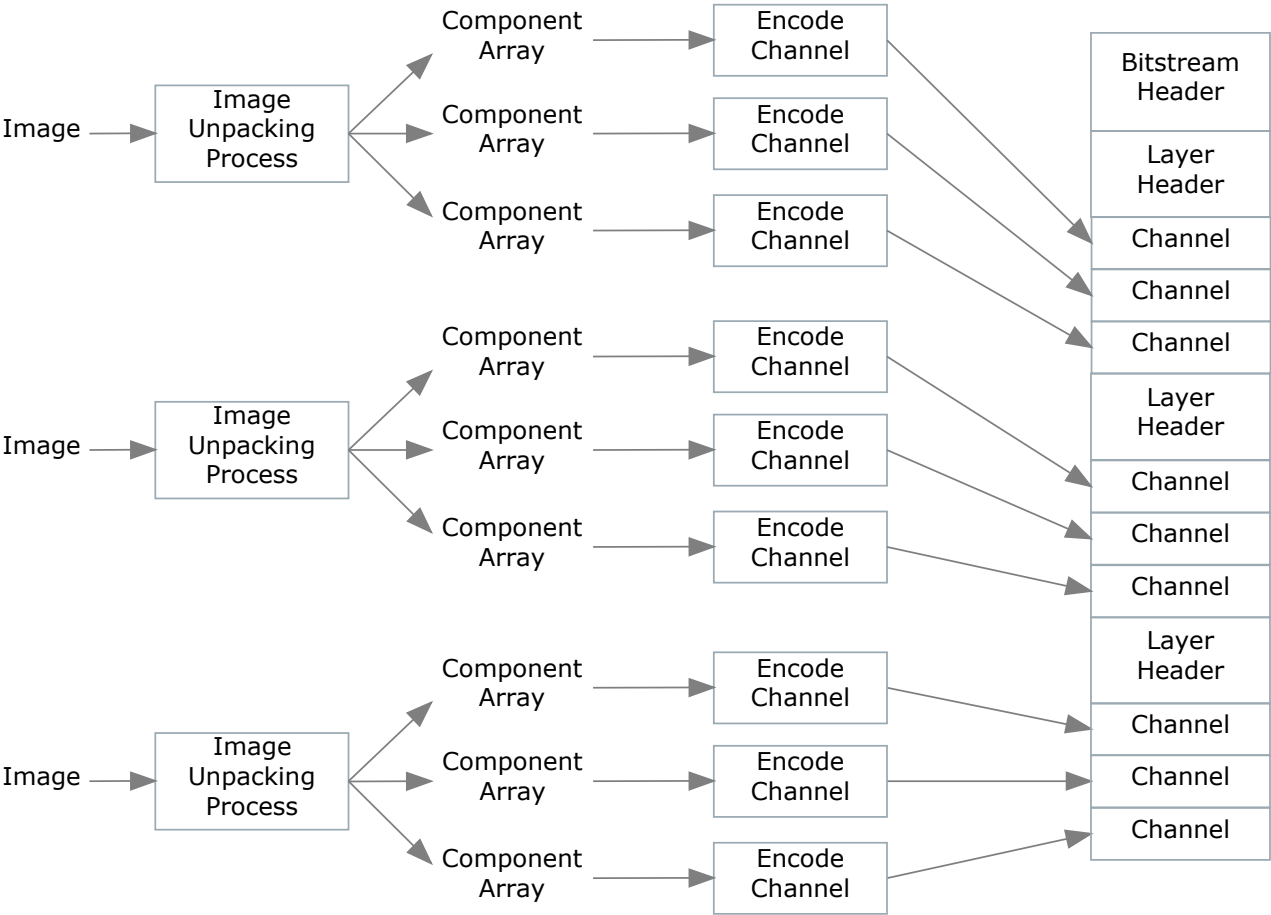 Image
Image
Unpacking
Process
Component
Array
Encode
Channel
Component
Array
Encode
Channel
Component
Array
Encode
Channel
Image
Image
Unpacking
Process
Component
Array
Encode
Channel
Component
Array
Encode
Channel
Component
Array
Encode
Channel
Image
Image
Unpacking
Process
Component
Array
Encode
Channel
Component
Array
Encode
Channel
Component
Array
Encode
Channel
Bitstream
Header
Layer
Header
Channel
Channel
Channel
Layer
Header
Channel
Channel
Channel
Layer
Header
Channel
Channel
Channel